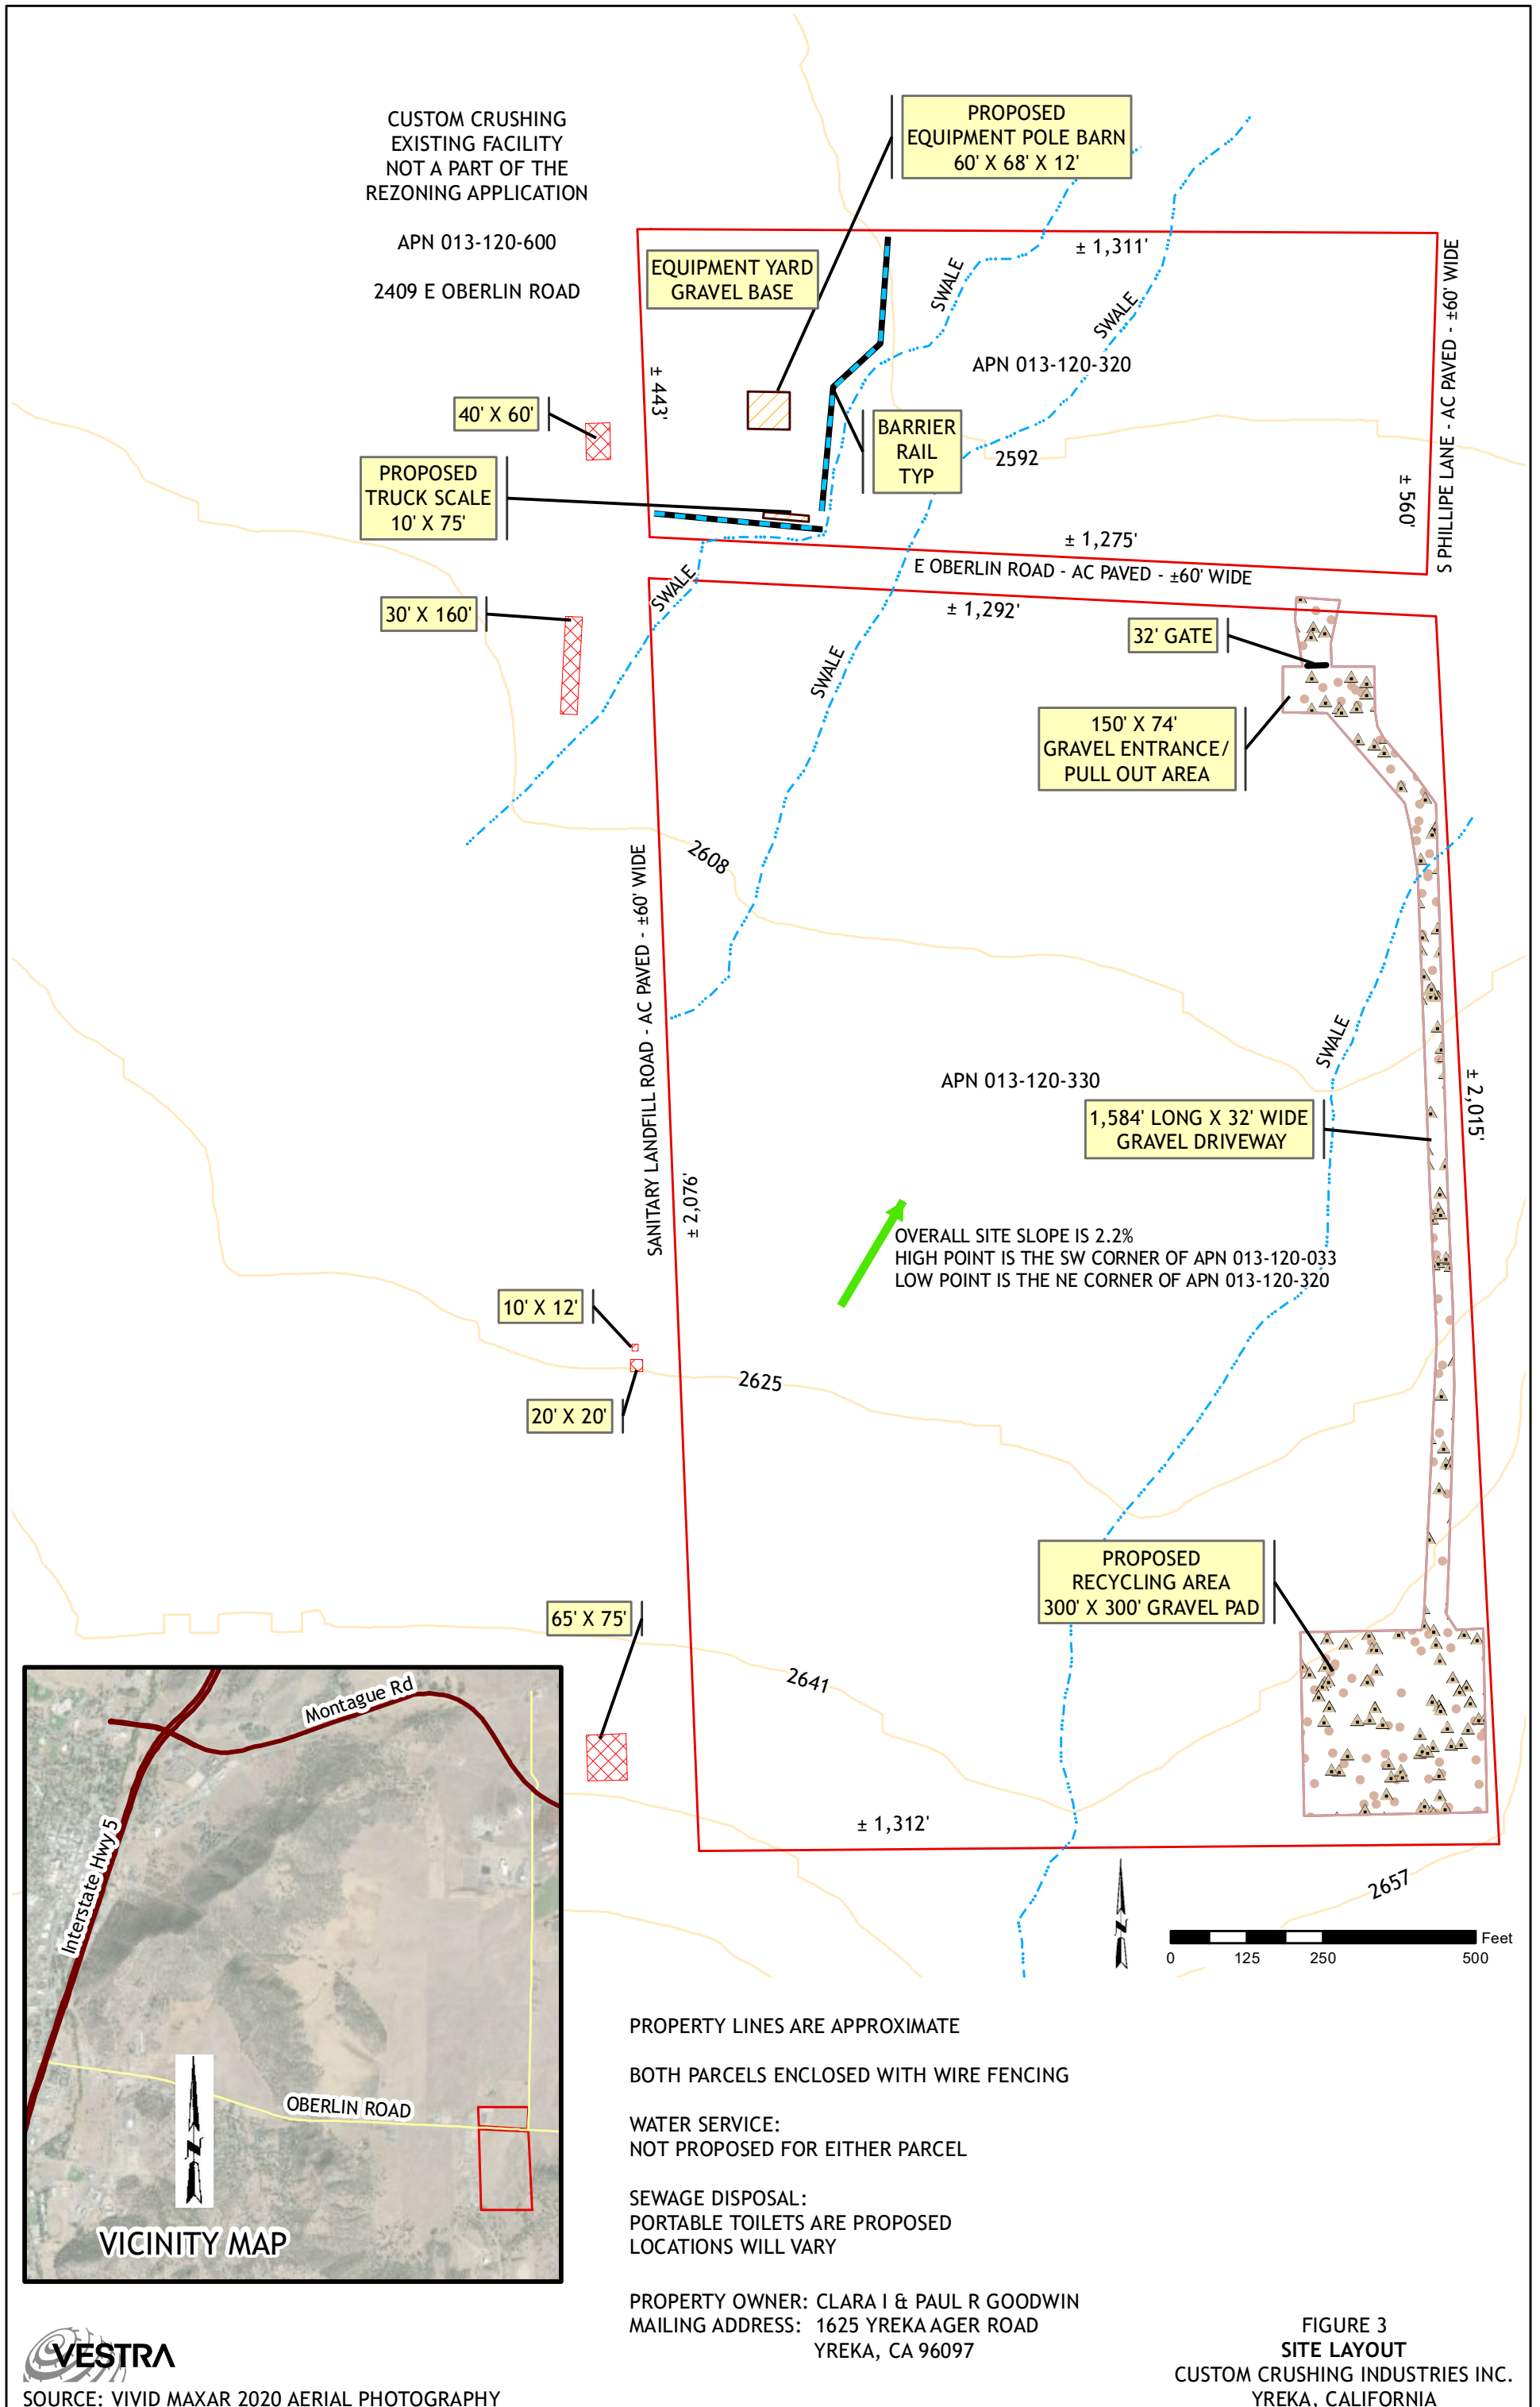 CUSTOM CRUSHING
EXISTING FACILITY
NOT A PART OF THE
REZONING APPLICATION
APN 013-120-600
2409 E OBERLIN ROAD
PROPOSED
EQUIPMENT POLE BARN
60' X 68' X 12'
± 1,311'
EQUIPMENT YARD
GRAVEL BASE
SWALE
SWALE
S PHILLIPE LANE - AC PAVED - ±60' WIDE
APN 013-120-320
± 443'
40' X 60'
BARRIER
RAIL
TYP
2592
PROPOSED
TRUCK SCALE
10' X 75'
± 560'
± 1,275'
E OBERLIN ROAD - AC PAVED - ±60' WIDE
SWALE
30' X 160'
± 1,292'
32' GATE
SWALE
150' X 74'
GRAVEL ENTRANCE/
PULL OUT AREA
2608
SANITARY LANDFILL ROAD - AC PAVED - ±60' WIDE
SWALE
APN 013-120-330
± 2,015'
1,584' LONG X 32' WIDE
GRAVEL DRIVEWAY
± 2,076'
OVERALL SITE SLOPE IS 2.2%
HIGH POINT IS THE SW CORNER OF APN 013-120-033
LOW POINT IS THE NE CORNER OF APN 013-120-320
10' X 12'
2625
20' X 20'
PROPOSED
RECYCLING AREA
300' X 300' GRAVEL PAD
65' X 75'
2641
± 1,312'
2657
N
Feet
0 125 250 500
Montague Rd
Interstate Hwy 5
OBERLIN ROAD
N
VICINITY MAP
PROPERTY LINES ARE APPROXIMATE
BOTH PARCELS ENCLOSED WITH WIRE FENCING
WATER SERVICE:
NOT PROPOSED FOR EITHER PARCEL
SEWAGE DISPOSAL:
PORTABLE TOILETS ARE PROPOSED
LOCATIONS WILL VARY
PROPERTY OWNER: CLARA I & PAUL R GOODWIN
MAILING ADDRESS: 1625 YREKA AGER ROAD
YREKA, CA 96097
VESTRA
SOURCE: VIVID MAXAR 2020 AERIAL PHOTOGRAPHY
FIGURE 3
SITE LAYOUT
CUSTOM CRUSHING INDUSTRIES INC.
YREKA, CALIFORNIA